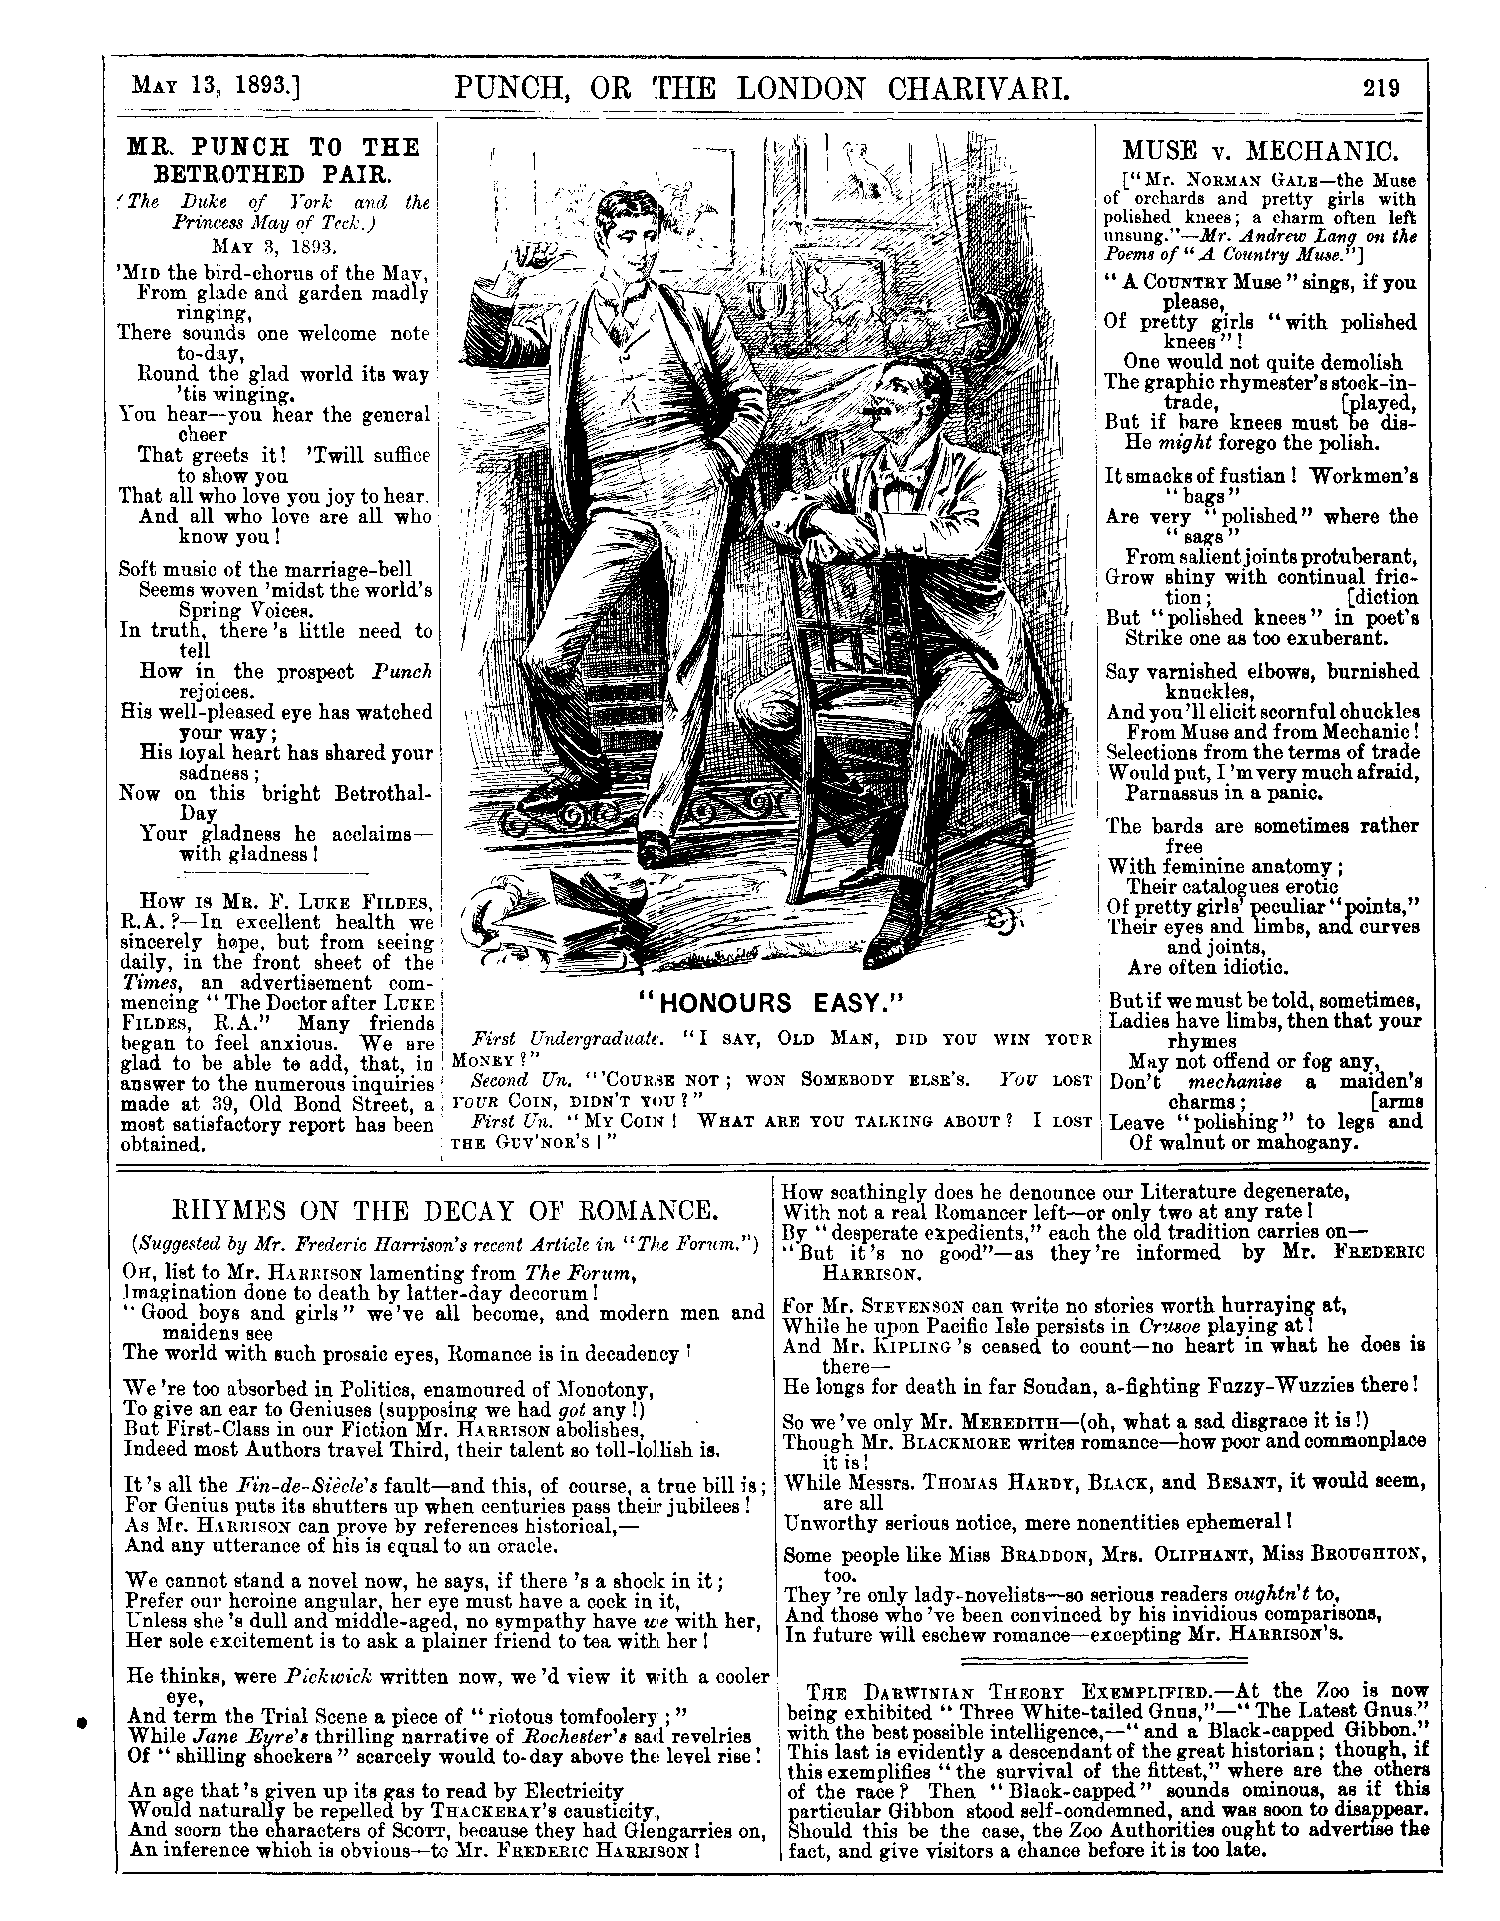 MAY 13, 1893.] PUNCH, OR THE LONDON CHARIVARI. 219
MR. PUNCH TO THE
BETROTHED PAIR.
(The Duke of York and the
Princess May of Teck.)
MAY 3, 1893.
'MID the bird-chorus of the May,
From glade and garden madly
ringing,
There sounds one welcome note
to-day,
Round the glad world its way
'tis winging.
You hear—you hear the general
cheer
That greets it! 'Twill suffice
to show you
That all who love you joy to hear.
And all who love are all who
know you!
Soft music of the marriage-bell
Seems woven 'midst the world's
Spring Voices.
In truth, there's little need to
tell
How in the prospect Punch
rejoices.
His well-pleased eye has watched
your way;
His loyal heart has shared your
sadness;
Now on this bright Betrothal-
Day
Your gladness he acclaims—
with gladness!
HOW IS MR. F. LUKE FILDES,
R.A.?—In excellent health we
sincerely hope, but from seeing
daily, in the front sheet of the
Times, an advertisement com-
mencing "The Doctor after LUKE
FILDES, R.A." Many friends
began to feel anxious. We are
glad to be able to add, that, in
answer to the numerous inquiries
made at 39, Old Bond Street, a
most satisfactory report has been
obtained.
"HONOURS EASY."
First Undergraduate. "I SAY, OLD MAN, DID YOU WIN YOUR
MONEY?"
Second Un. "'COURSE NOT; WON SOMEBODY ELSE'S. YOU LOST
YOUR COIN, DIDN'T YOU?"
First Un. "MY COIN! WHAT ARE YOU TALKING ABOUT? I LOST
THE GUV'NOR'S!"
MUSE v. MECHANIC.
["Mr. NORMAN GALE—the Muse
of orchards and pretty girls with
polished knees; a charm often left
unsung."—Mr. Andrew Lang on the
Poems of "A Country Muse."]
"A COUNTRY Muse" sings, if you
please,
Of pretty girls "with polished
knees"!
One would not quite demolish
The graphic rhymester's stock-in-
trade, [played,
But if bare knees must be dis-
He might forego the polish.
It smacks of fustian! Workmen's
"bags"
Are very "polished" where the
"sags"
From salient joints protuberant,
Grow shiny with continual fric-
tion; [diction
But "polished knees" in poet's
Strike one as too exuberant.
Say varnished elbows, burnished
knuckles,
And you'll elicit scornful chuckles
From Muse and from Mechanic!
Selections from the terms of trade
Would put, I'm very much afraid,
Parnassus in a panic.
The bards are sometimes rather
free
With feminine anatomy;
Their catalogues erotic
Of pretty girls' peculiar "points,"
Their eyes and limbs, and curves
and joints,
Are often idiotic.
But if we must be told, sometimes,
Ladies have limbs, then that your
rhymes
May not offend or fog any,
Don't mechanise a maiden's
charms; [arms
Leave "polishing" to legs and
Of walnut or mahogany.
RHYMES ON THE DECAY OF ROMANCE.
(Suggested by Mr. Frederic Harrison's recent Article in "The Forum.")
OH, list to Mr. HARRISON lamenting from The Forum,
Imagination done to death by latter-day decorum!
"Good boys and girls" we've all become, and modern men and
maidens see
The world with such prosaic eyes, Romance is in decadency!
We're too absorbed in Politics, enamoured of Monotony,
To give an ear to Geniuses (supposing we had got any!)
But First-Class in our Fiction Mr. HARRISON abolishes,
Indeed most Authors travel Third, their talent so toll-lollish is.
It's all the Fin-de-Siècle's fault—and this, of course, a true bill is;
For Genius puts its shutters up when centuries pass their jubilees!
As Mr. HARRISON can prove by references historical,—
And any utterance of his is equal to an oracle.
We cannot stand a novel now, he says, if there's a shock in it;
Prefer our heroine angular, her eye must have a cock in it,
Unless she's dull and middle-aged, no sympathy have we with her,
Her sole excitement is to ask a plainer friend to tea with her!
He thinks, were Pickwick written now, we'd view it with a cooler
eye,
And term the Trial Scene a piece of "riotous tomfoolery;"
While Jane Eyre's thrilling narrative of Rochester's sad revelries
Of "shilling shockers" scarcely would to-day above the level rise!
An age that's given up its gas to read by Electricity
Would naturally be repelled by THACKERAY'S causticity,
And scorn the characters of SCOTT, because they had Glengarries on,
An inference which is obvious—to Mr. FREDERIC HARRISON!
How scathingly does he denounce our Literature degenerate,
With not a real Romancer left—or only two at any rate!
By "desperate expedients," each the old tradition carries on—
"But it's no good"—as they're informed by Mr. FREDERIC
HARRISON.
For Mr. STEVENSON can write no stories worth hurraying at,
While he upon Pacific Isle persists in Crusoe playing at!
And Mr. KIPLING's ceased to count—no heart in what he does is
there—
He longs for death in far Soudan, a-fighting Fuzzy-Wuzzies there!
So we've only Mr. MEREDITH—(oh, what a sad disgrace it is!)
Though Mr. BLACKMORE writes romance—how poor and commonplace
it is!
While Messrs. THOMAS HARDY, BLACK, and BESANT, it would seem,
are all
Unworthy serious notice, mere nonentities ephemeral!
Some people like Miss BRADDON, Mrs. OLIPHANT, Miss BROUGHTON,
too.
They're only lady-novelists—so serious readers oughtn't to,
And those who've been convinced by his invidious comparisons,
In future will eschew romance—excepting Mr. HARRISON'S.
THE DARWINIAN THEORY EXEMPLIFIED.—At the Zoo is now
being exhibited "Three White-tailed Gnus,"—"The Latest Gnus."
with the best possible intelligence,—"and a Black-capped Gibbon."
This last is evidently a descendant of the great historian; though, if
this exemplifies "the survival of the fittest," where are the others
of the race? Then "Black-capped" sounds ominous, as if this
particular Gibbon stood self-condemned, and was soon to disappear.
Should this be the case, the Zoo Authorities ought to advertise the
fact, and give visitors a chance before it is too late.